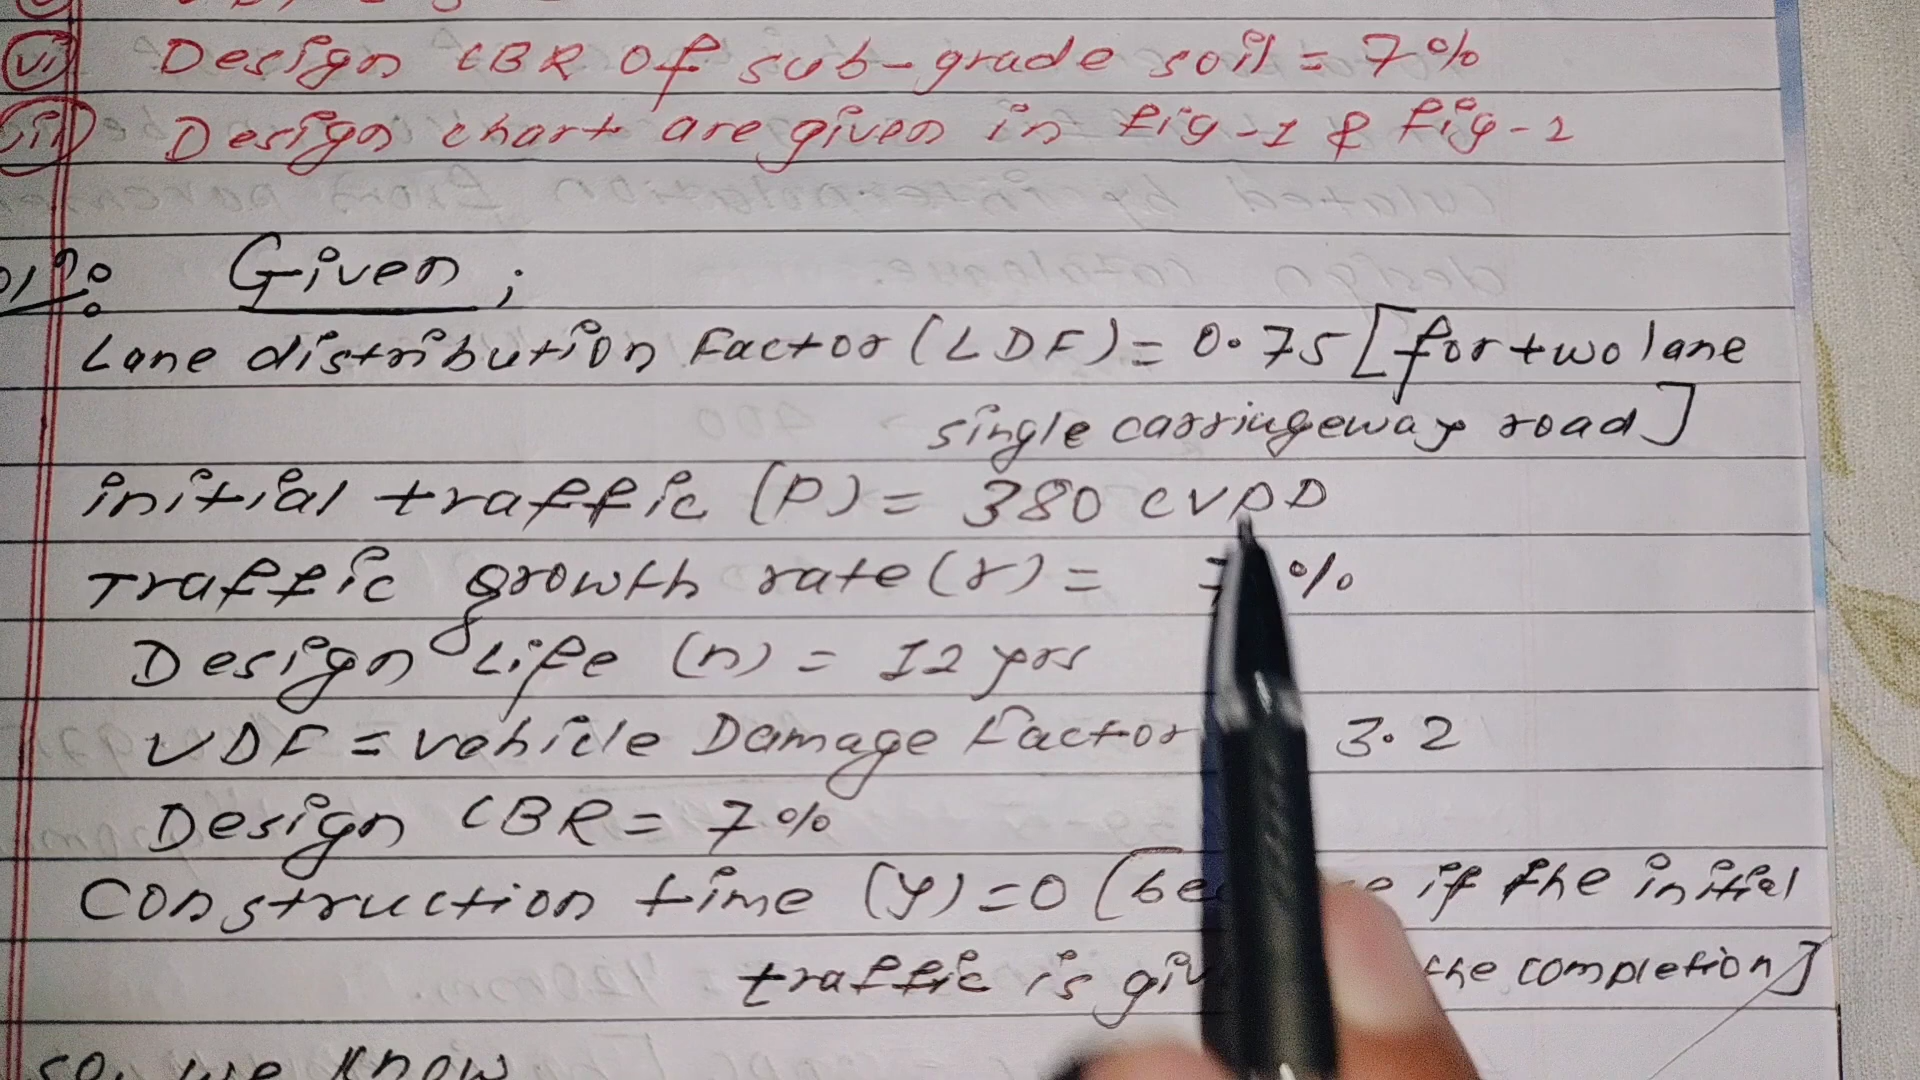 (vi) Design CBR of sub-grade soil = 7%
Design chart are given in fig-1 & fig-2
Given;
Lane distribution Factor (LDF) = 0.75 [for two lane
single carriageway road]
initial traffic (P) = 380 CVPD
Traffic growth rate (r) = %
Design Life (n) = 12 yrs
VDF = vehicle Damage Factor 3.2
Design CBR = 7%
Construction time (y) = 0 ( if the initial
traffic is the completion]
so, we know